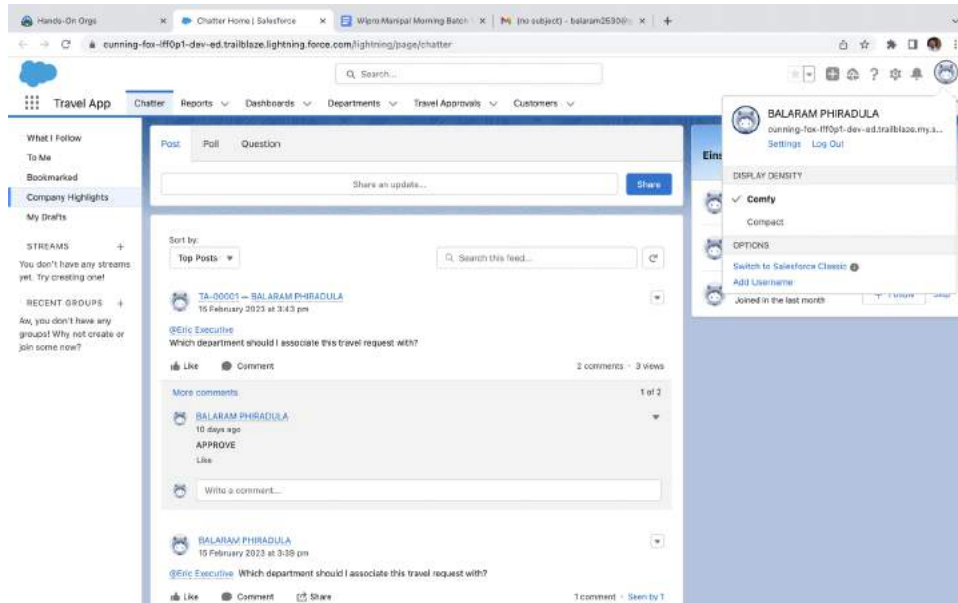 Hands-On Orgs
Chatter Home | Salesforce
Wipro Manipal Morning Batch
(no subject) - balaram2530@
cunning-fox-lff0p1-dev-ed.trailblaze.lightning.force.com/lightning/page/chatter
Search...
Travel App
Chatter
Reports
Dashboards
Departments
Travel Approvals
Customers
What I Follow
To Me
Bookmarked
Company Highlights
My Drafts
STREAMS +
You don't have any streams
yet. Try creating one!
RECENT GROUPS +
Aw, you don't have any
groups! Why not create or
join some now?
Post
Poll
Question
Share an update...
Share
Sort by:
Top Posts
Search this feed...
TA-00001 — BALARAM PHIRADULA
15 February 2023 at 3:43 pm
@Eric Executive
Which department should I associate this travel request with?
Like
Comment
2 comments · 3 views
More comments
1 of 2
BALARAM PHIRADULA
10 days ago
APPROVE
Like
Write a comment...
BALARAM PHIRADULA
15 February 2023 at 3:39 pm
@Eric Executive Which department should I associate this travel request with?
Like
Comment
Share
1 comment · Seen by 1
Eins
BALARAM PHIRADULA
cunning-fox-lff0p1-dev-ed.trailblaze.my.s...
Settings
Log Out
DISPLAY DENSITY
Comfy
Compact
OPTIONS
Switch to Salesforce Classic
Add Username
Joined in the last month
+ Follow
Skip